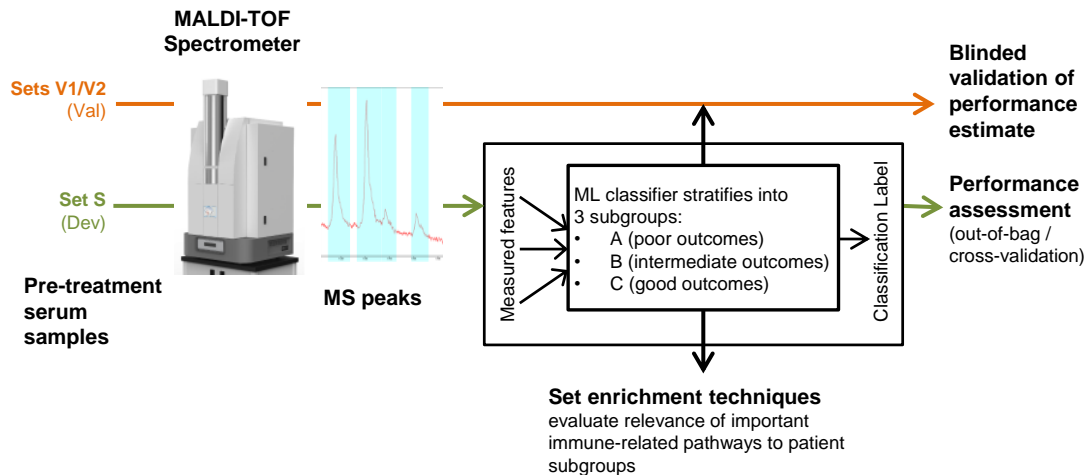 MALDI-TOF
Spectrometer
Sets V1/V2
(Val)
Blinded
validation of
performance
estimate
Set S
(Dev)
Measured features
ML classifier stratifies into
3 subgroups:
• A (poor outcomes)
• B (intermediate outcomes)
• C (good outcomes)
Classification Label
Performance
assessment
(out-of-bag /
cross-validation)
Pre-treatment
serum
samples
MS peaks
Set enrichment techniques
evaluate relevance of important
immune-related pathways to patient
subgroups